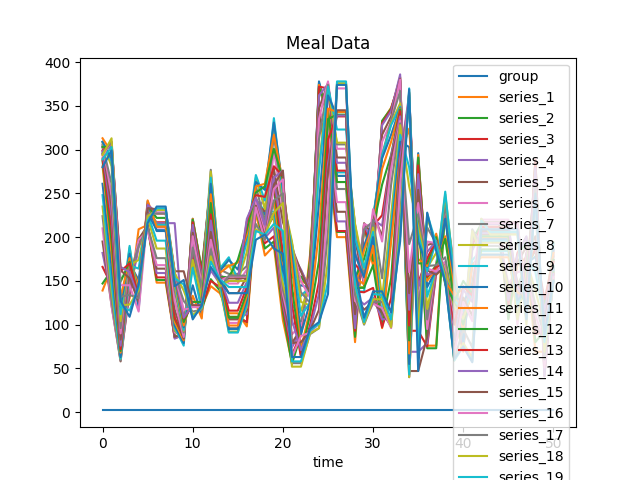 Meal Data
400
350
300
250
200
150
100
50
0
0
10
20
30
40
50
time
group
series_1
series_2
series_3
series_4
series_5
series_6
series_7
series_8
series_9
series_10
series_11
series_12
series_13
series_14
series_15
series_16
series_17
series_18
series_19